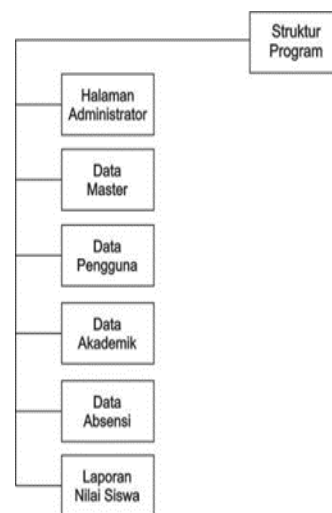 Struktur
Program
Halaman
Administrator
Data
Master
Data
Pengguna
Data
Akademik
Data
Absensi
Laporan
Nilai Siswa